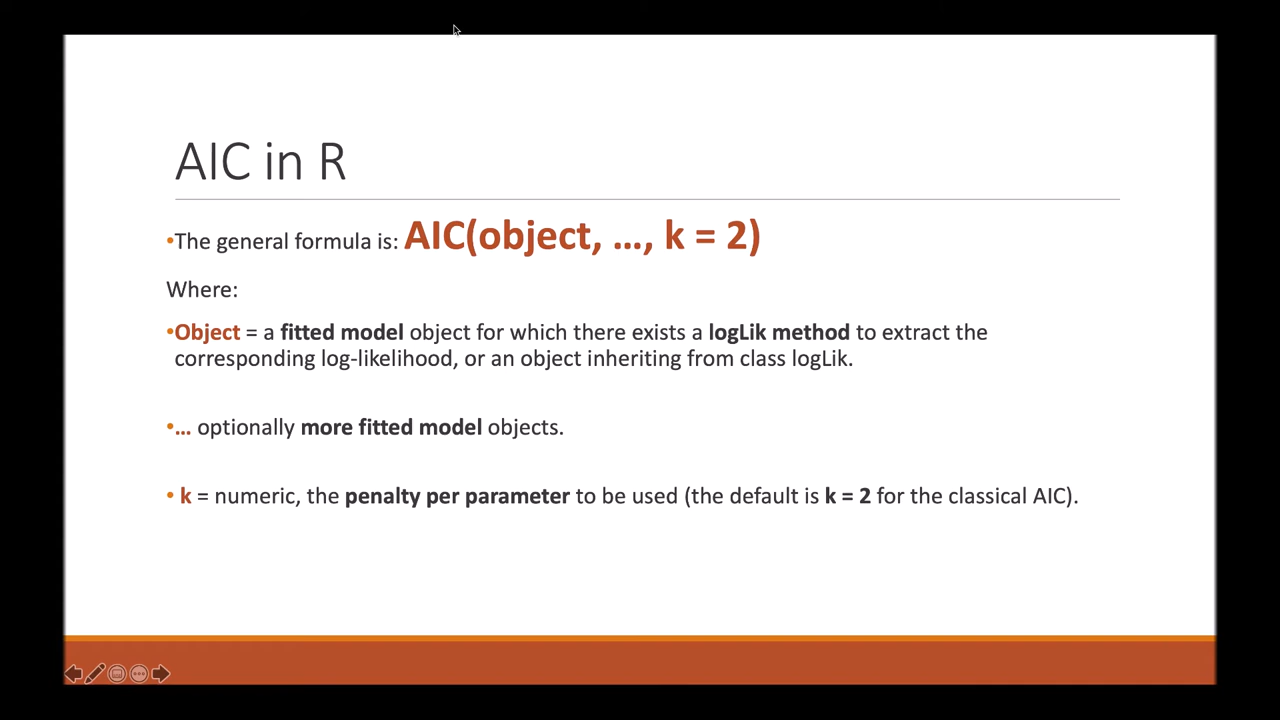 AIC in R
•The general formula is: AIC(object, …, k = 2)
Where:
•Object = a fitted model object for which there exists a logLik method to extract the
corresponding log-likelihood, or an object inheriting from class logLik.
•… optionally more fitted model objects.
• k = numeric, the penalty per parameter to be used (the default is k = 2 for the classical AIC).